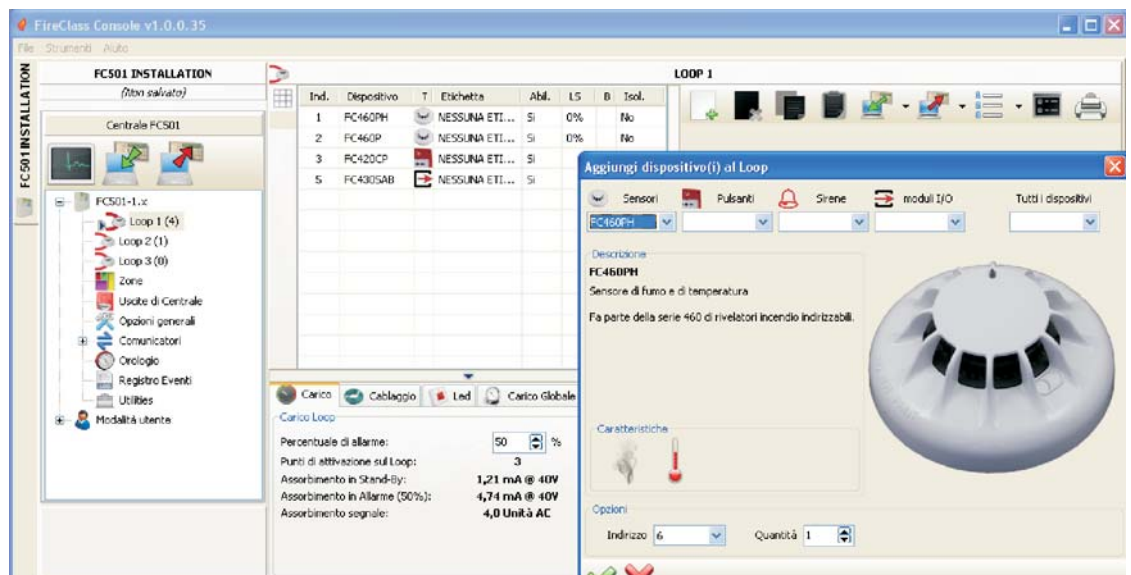 FireClass Console v1.0.0.35
File Strumenti Aiuto
FC501 INSTALLATION
FC501 INSTALLATION
(Non salvato)
Centrale FC501
FC501-1.x
Loop 1 (4)
Loop 2 (1)
Loop 3 (0)
Zone
Uscite di Centrale
Opzioni generali
Comunicatori
Orologio
Registro Eventi
Utilities
Modalità utente
LOOP 1
Ind. Dispositivo T Etichetta Abil. LS B Isol.
1 FC460PH NESSUNA ETI... Si 0% No
2 FC460P NESSUNA ETI... Si 0% No
3 FC420CP NESSUNA ETI... Si
5 FC430SAB NESSUNA ETI... Si
Carico Cablaggio Led Carico Globale
Carico Loop
Percentuale di allarme: 50 %
Punti di attivazione sul Loop: 3
Assorbimento in Stand-By: 1,21 mA @ 40V
Assorbimento in Allarme (50%): 4,74 mA @ 40V
Assorbimento segnale: 4,0 Unità AC
Aggiungi dispositivo(i) al Loop
Sensori Pulsanti Sirene moduli I/O Tutti i dispositivi
FC460PH
Descrizione
FC460PH
Sensore di fumo e di temperatura
Fa parte della serie 460 di rivelatori incendio indirizzabili.
Caratteristiche
Opzioni
Indirizzo 6 Quantità 1